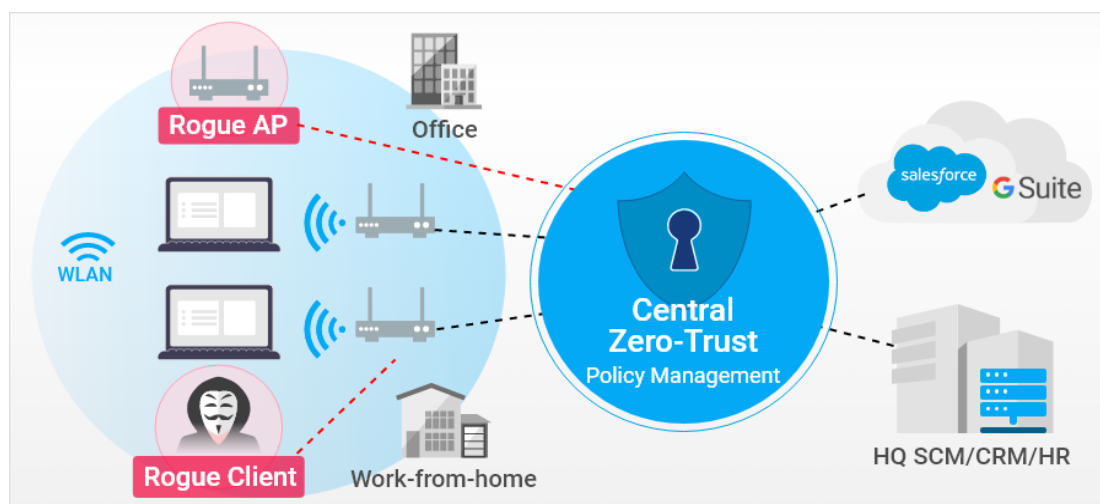 Rogue AP
Office
WLAN
Rogue Client
Work-from-home
Central
Zero-Trust
Policy Management
salesforce
G Suite
HQ SCM/CRM/HR